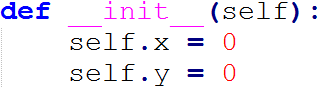 def __init__(self):
    self.x = 0
    self.y = 0